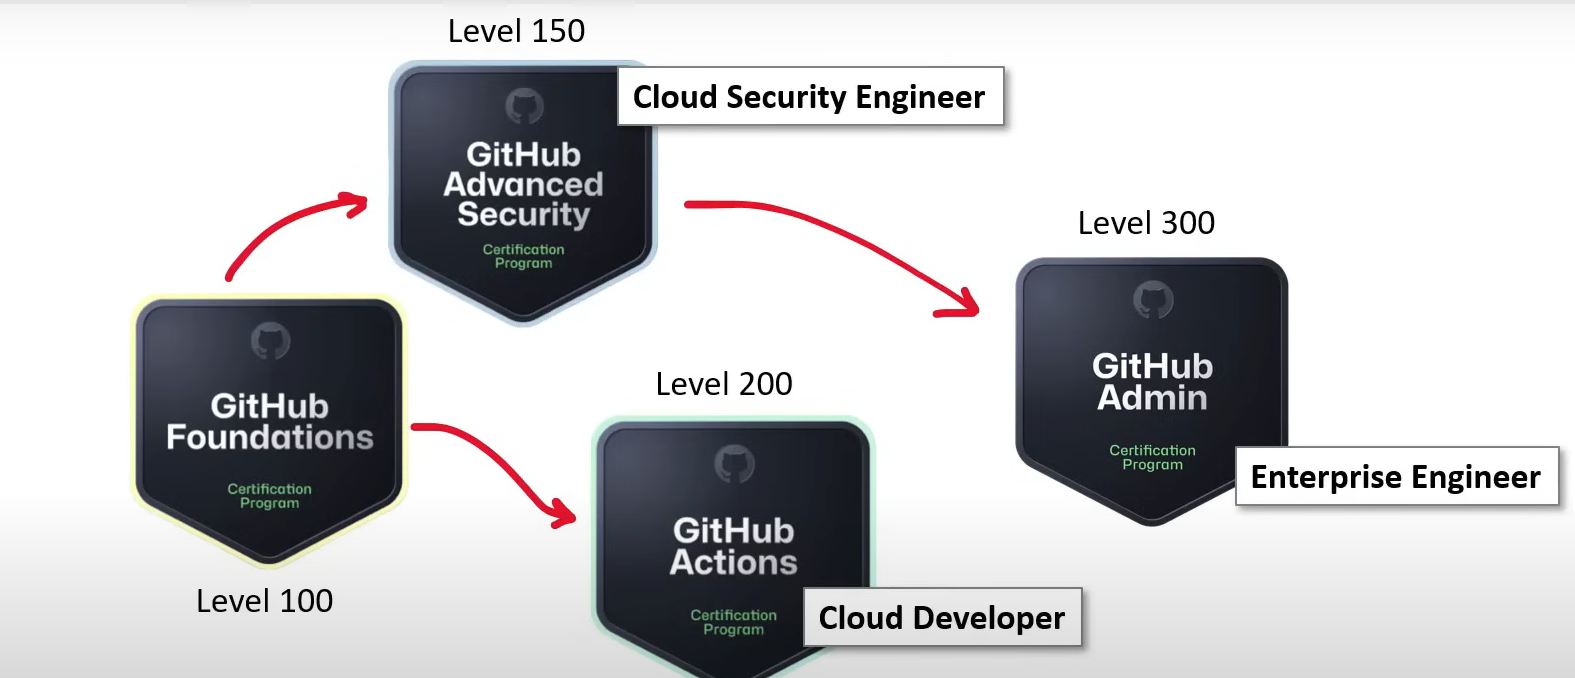 Level 150
Cloud Security Engineer
GitHub
Advanced
Security
Certification
Program
Level 300
GitHub
Admin
Certification
Program
Enterprise Engineer
GitHub
Foundations
Certification
Program
Level 100
Level 200
GitHub
Actions
Certification
Program
Cloud Developer